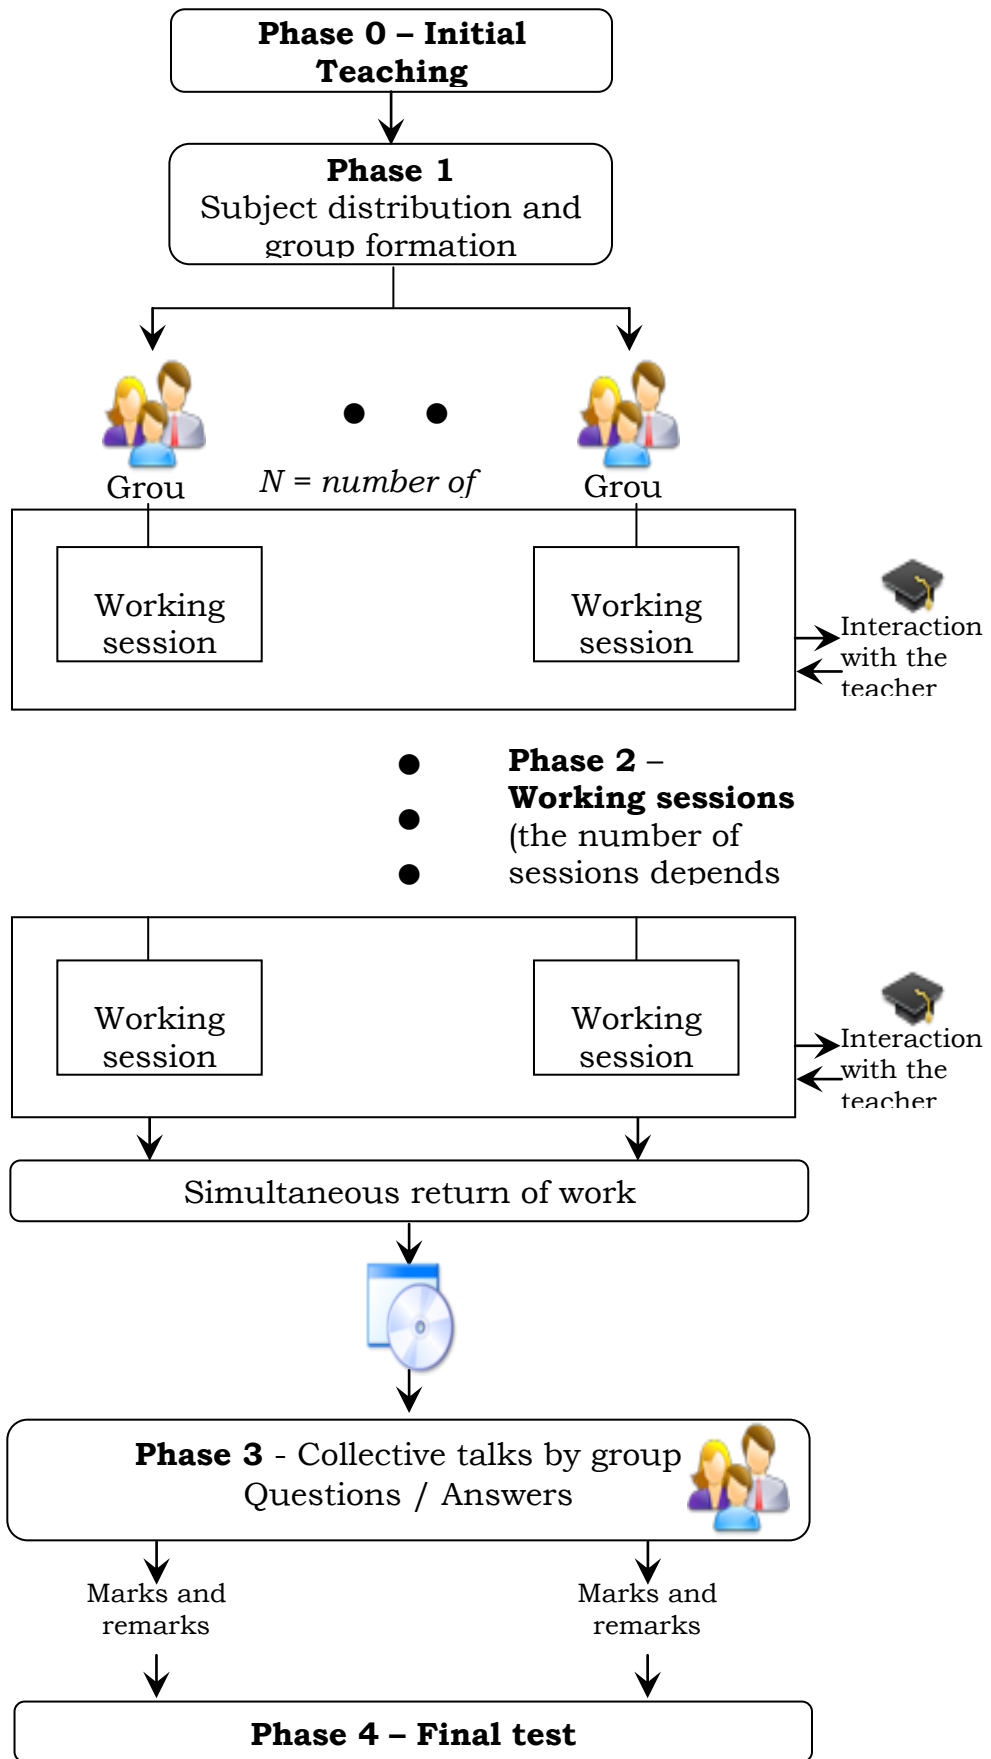 Phase 0 – Initial
Teaching
Phase 1
Subject distribution and
group formation
Grou
N = number of
Grou
Working
session
Working
session
Interaction
with the
teacher
Phase 2 –
Working sessions
(the number of
sessions depends
Working
session
Working
session
Interaction
with the
teacher
Simultaneous return of work
Phase 3 - Collective talks by group
Questions / Answers
Marks and
remarks
Marks and
remarks
Phase 4 – Final test